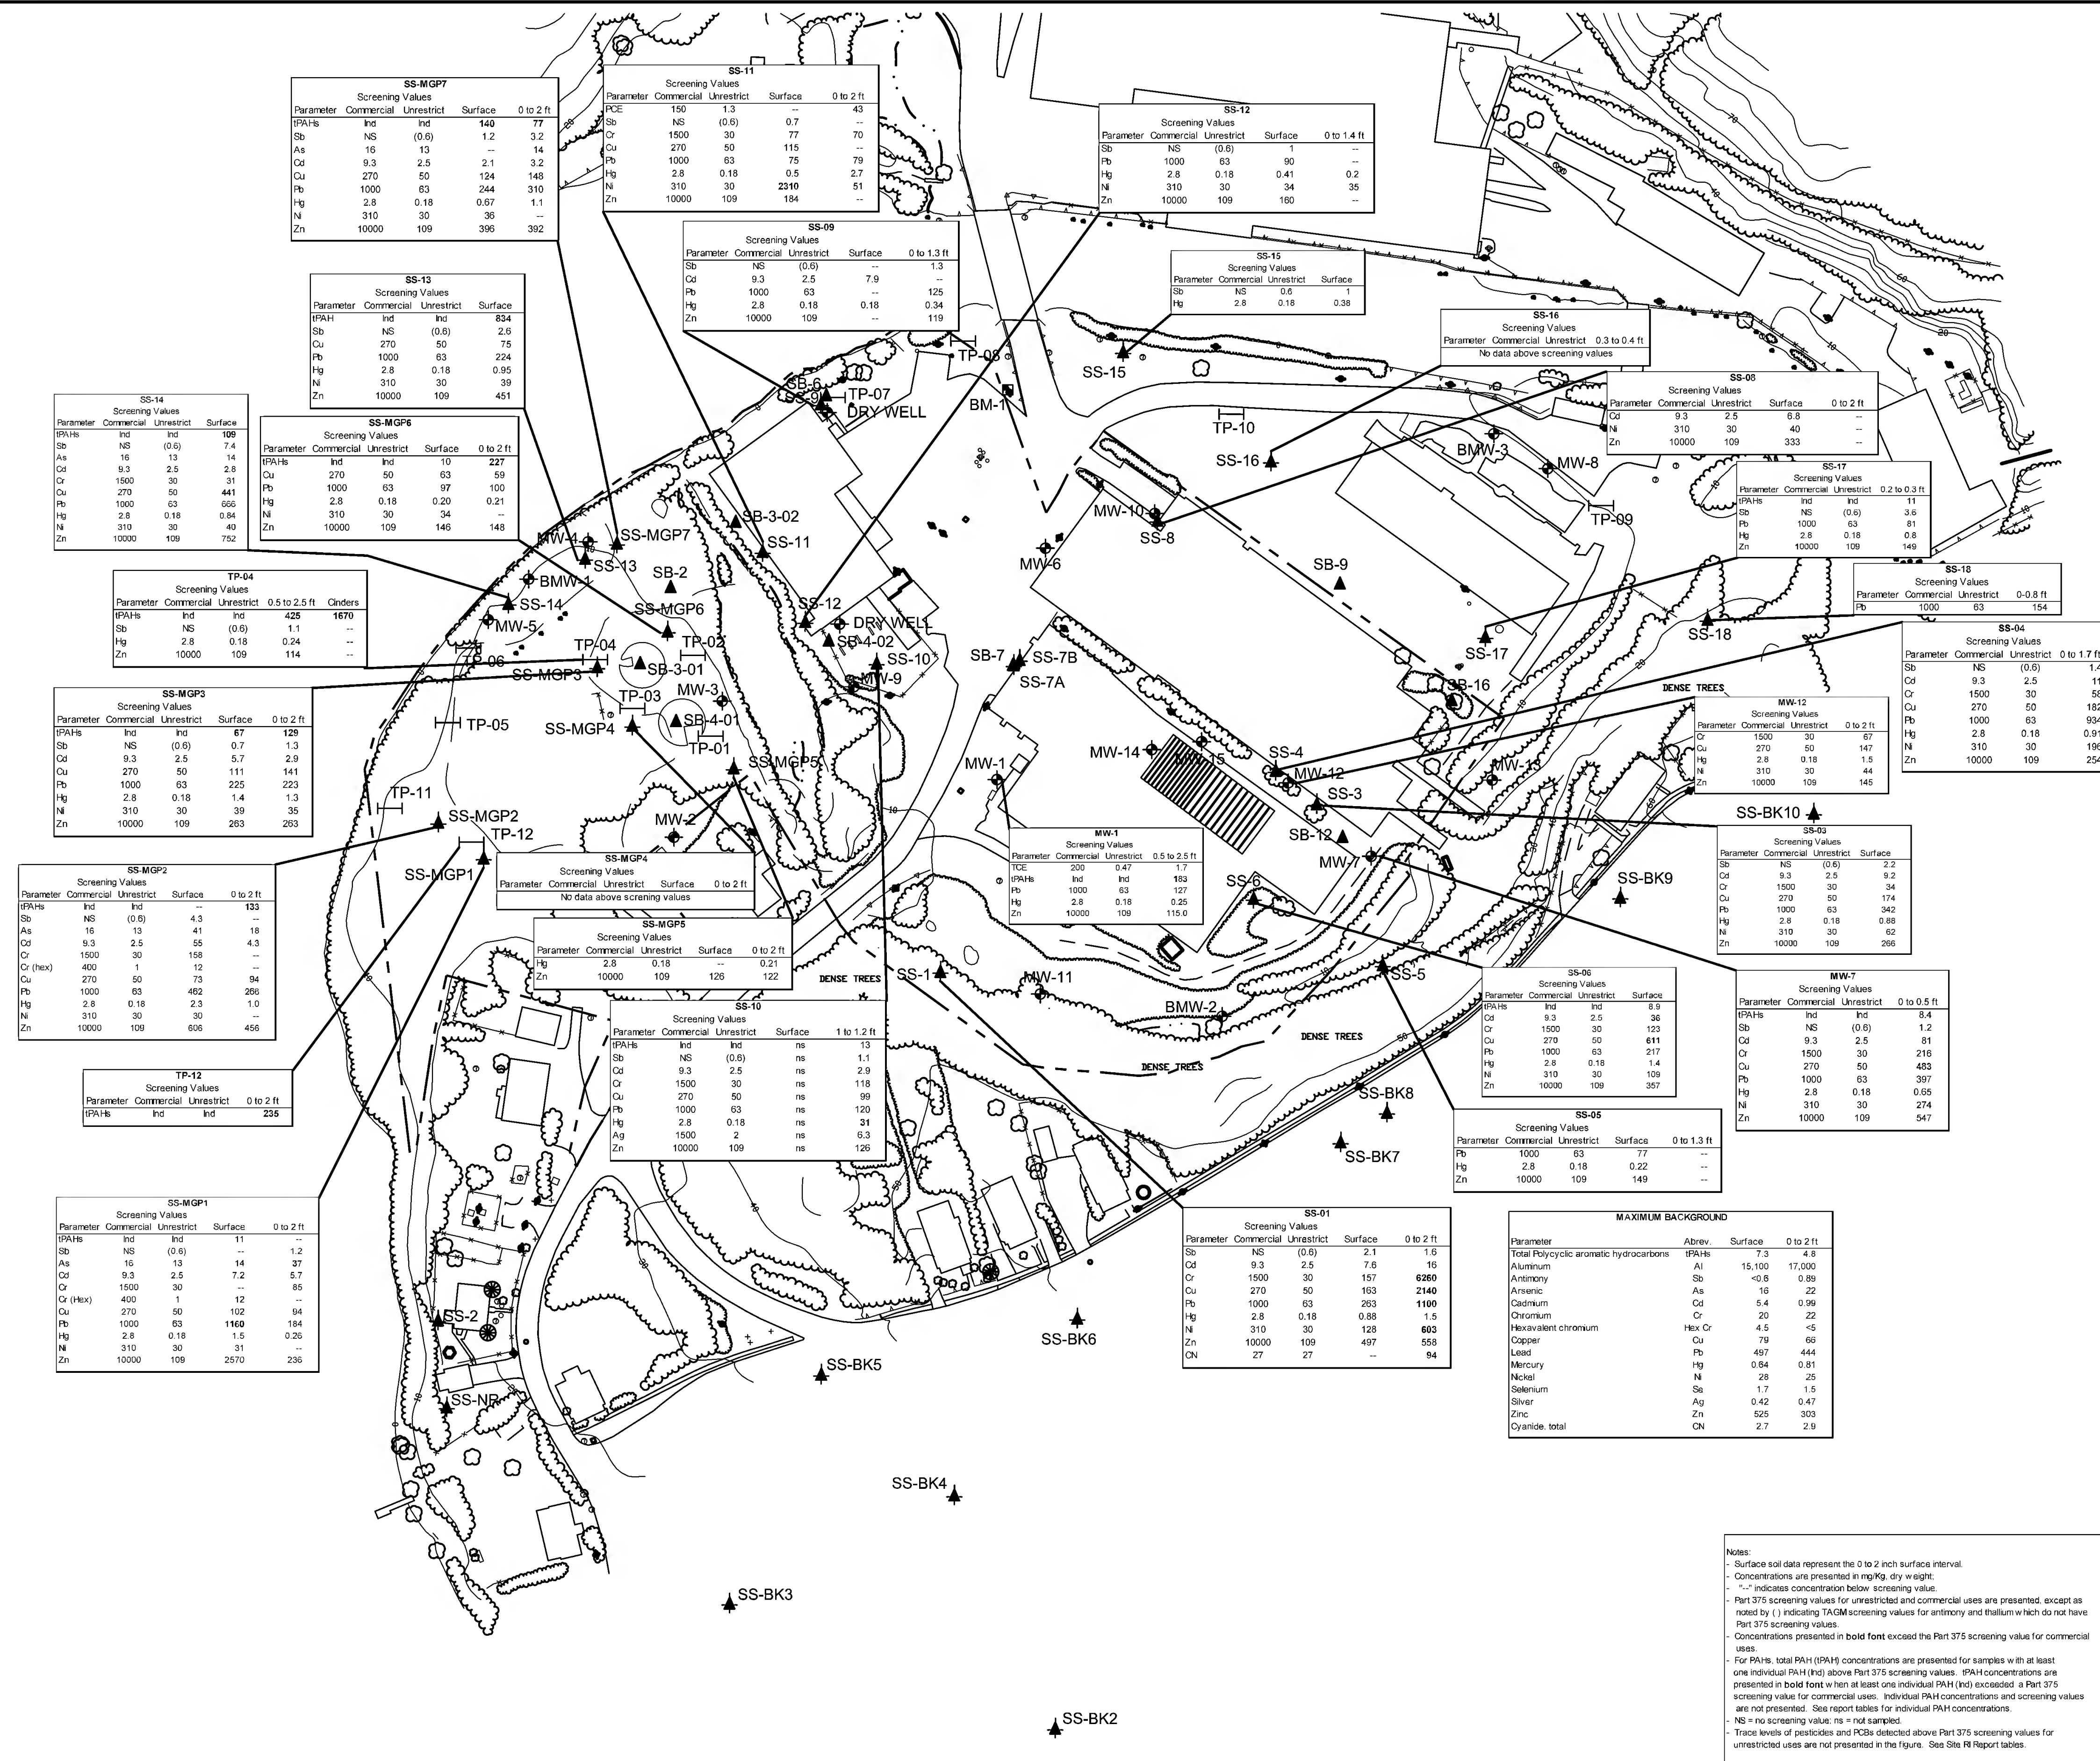 SS-MGP7
Screening Values
Parameter Commercial Unrestrict Surface 0 to 2 ft
tPAHs Ind Ind 140 77
Sb NS (0.6) 1.2 3.2
As 16 13 -- 14
Cd 9.3 2.5 2.1 3.2
Cu 270 50 124 148
Pb 1000 63 244 310
Hg 2.8 0.18 0.67 1.1
Ni 310 30 36 --
Zn 10000 109 396 392
SS-11
Screening Values
Parameter Commercial Unrestrict Surface 0 to 2 ft
PCE 150 1.3 -- 43
Sb NS (0.6) 0.7 --
Cr 1500 30 77 70
Cu 270 50 115 --
Pb 1000 63 75 79
Hg 2.8 0.18 0.5 2.7
Ni 310 30 2310 51
Zn 10000 109 184 --
SS-12
Screening Values
Parameter Commercial Unrestrict Surface 0 to 1.4 ft
Sb NS (0.6) 1 --
Pb 1000 63 90 --
Hg 2.8 0.18 0.41 0.2
Ni 310 30 34 35
Zn 10000 109 160 --
SS-09
Screening Values
Parameter Commercial Unrestrict Surface 0 to 1.3 ft
Sb NS (0.6) -- 1.3
Cd 9.3 2.5 7.9 --
Pb 1000 63 -- 125
Hg 2.8 0.18 0.18 0.34
Zn 10000 109 -- 119
SS-15
Screening Values
Parameter Commercial Unrestrict Surface
Sb NS 0.6 1
Hg 2.8 0.18 0.38
SS-13
Screening Values
Parameter Commercial Unrestrict Surface
tPAH Ind Ind 834
Sb NS (0.6) 2.6
Cu 270 50 75
Pb 1000 63 224
Hg 2.8 0.18 0.95
Ni 310 30 39
Zn 10000 109 451
SS-16
Screening Values
Parameter Commercial Unrestrict 0.3 to 0.4 ft
No data above screening values
SS-08
Screening Values
Parameter Commercial Unrestrict Surface 0 to 2 ft
Cd 9.3 2.5 6.8 --
Ni 310 30 40 --
Zn 10000 109 333 --
SS-14
Screening Values
Parameter Commercial Unrestrict Surface
tPAHs Ind Ind 109
Sb NS (0.6) 7.4
As 16 13 14
Cd 9.3 2.5 2.8
Cr 1500 30 31
Cu 270 50 441
Pb 1000 63 666
Hg 2.8 0.18 0.84
Ni 310 30 40
Zn 10000 109 752
SS-MGP6
Screening Values
Parameter Commercial Unrestrict Surface 0 to 2 ft
tPAHs Ind Ind 10 227
Cu 270 50 63 59
Pb 1000 63 97 100
Hg 2.8 0.18 0.20 0.21
Ni 310 30 34 --
Zn 10000 109 146 148
SS-17
Screening Values
Parameter Commercial Unrestrict 0.2 to 0.3 ft
tPAHs Ind Ind 11
Sb NS (0.6) 3.6
Pb 1000 63 81
Hg 2.8 0.18 0.8
Zn 10000 109 149
SS-18
Screening Values
Parameter Commercial Unrestrict 0-0.8 ft
Pb 1000 63 154
TP-04
Screening Values
Parameter Commercial Unrestrict 0.5 to 2.5 ft Cinders
tPAHs Ind Ind 425 1670
Sb NS (0.6) 1.1 --
Hg 2.8 0.18 0.24 --
Zn 10000 109 114 --
SS-04
Screening Values
Parameter Commercial Unrestrict 0 to 1.7 ft
Sb NS (0.6) 1.4
Cd 9.3 2.5 11
Cr 1500 30 58
Cu 270 50 182
Pb 1000 63 934
Hg 2.8 0.18 0.91
Ni 310 30 196
Zn 10000 109 254
SS-MGP3
Screening Values
Parameter Commercial Unrestrict Surface 0 to 2 ft
tPAHs Ind Ind 67 129
Sb NS (0.6) 0.7 1.3
Cd 9.3 2.5 5.7 2.9
Cu 270 50 111 141
Pb 1000 63 225 223
Hg 2.8 0.18 1.4 1.3
Ni 310 30 39 35
Zn 10000 109 263 263
MW-12
Screening Values
Parameter Commercial Unrestrict 0 to 2 ft
Cr 1500 30 67
Cu 270 50 147
Hg 2.8 0.18 1.5
Ni 310 30 44
Zn 10000 109 145
MW-1
Screening Values
Parameter Commercial Unrestrict 0.5 to 2.5 ft
TCE 200 0.47 1.7
tPAHs Ind Ind 183
Pb 1000 63 127
Hg 2.8 0.18 0.25
Zn 10000 109 115.0
SS-03
Screening Values
Parameter Commercial Unrestrict Surface
Sb NS (0.6) 2.2
Cd 9.3 2.5 9.2
Cr 1500 30 34
Cu 270 50 174
Pb 1000 63 342
Hg 2.8 0.18 0.88
Ni 310 30 62
Zn 10000 109 266
SS-MGP4
Screening Values
Parameter Commercial Unrestrict Surface 0 to 2 ft
No data above screning values
SS-MGP2
Screening Values
Parameter Commercial Unrestrict Surface 0 to 2 ft
tPAHs Ind Ind -- 133
Sb NS (0.6) 4.3 --
As 16 13 41 18
Cd 9.3 2.5 55 4.3
Cr 1500 30 158 --
Cr (hex) 400 1 12 --
Cu 270 50 73 94
Pb 1000 63 462 266
Hg 2.8 0.18 2.3 1.0
Ni 310 30 30 --
Zn 10000 109 606 456
SS-MGP5
Screening Values
Parameter Commercial Unrestrict Surface 0 to 2 ft
Hg 2.8 0.18 -- 0.21
Zn 10000 109 126 122
SS-06
Screening Values
Parameter Commercial Unrestrict Surface
tPAHs Ind Ind 8.9
Cd 9.3 2.5 36
Cr 1500 30 123
Cu 270 50 611
Pb 1000 63 217
Hg 2.8 0.18 1.4
Ni 310 30 109
Zn 10000 109 357
MW-7
Screening Values
Parameter Commercial Unrestrict 0 to 0.5 ft
tPAHs Ind Ind 8.4
Sb NS (0.6) 1.2
Cd 9.3 2.5 81
Cr 1500 30 216
Cu 270 50 483
Pb 1000 63 397
Hg 2.8 0.18 0.65
Ni 310 30 274
Zn 10000 109 547
SS-10
Screening Values
Parameter Commercial Unrestrict Surface 1 to 1.2 ft
tPAHs Ind Ind ns 13
Sb NS (0.6) ns 1.1
Cd 9.3 2.5 ns 2.9
Cr 1500 30 ns 118
Cu 270 50 ns 99
Pb 1000 63 ns 120
Hg 2.8 0.18 ns 31
Ag 1500 2 ns 6.3
Zn 10000 109 ns 126
TP-12
Screening Values
Parameter Commercial Unrestrict 0 to 2 ft
tPAHs Ind Ind 235
SS-05
Screening Values
Parameter Commercial Unrestrict Surface 0 to 1.3 ft
Pb 1000 63 77 --
Hg 2.8 0.18 0.22 --
Zn 10000 109 149 --
SS-MGP1
Screening Values
Parameter Commercial Unrestrict Surface 0 to 2 ft
tPAHs Ind Ind 11 --
Sb NS (0.6) -- 1.2
As 16 13 14 37
Cd 9.3 2.5 7.2 5.7
Cr 1500 30 -- 85
Cr (Hex) 400 1 12 --
Cu 270 50 102 94
Pb 1000 63 1160 184
Hg 2.8 0.18 1.5 0.26
Ni 310 30 31 --
Zn 10000 109 2570 236
SS-01
Screening Values
Parameter Commercial Unrestrict Surface 0 to 2 ft
Sb NS (0.6) 2.1 1.6
Cd 9.3 2.5 7.6 16
Cr 1500 30 157 6260
Cu 270 50 163 2140
Pb 1000 63 263 1100
Hg 2.8 0.18 0.88 1.5
Ni 310 30 128 603
Zn 10000 109 497 558
CN 27 27 -- 94
MAXIMUM BACKGROUND
Parameter Abrev. Surface 0 to 2 ft
Total Polycyclic aromatic hydrocarbons tPAHs 7.3 4.8
Aluminum Al 15,100 17,000
Antimony Sb <0.6 0.89
Arsenic As 16 22
Cadmium Cd 5.4 0.99
Chromium Cr 20 22
Hexavalent chromium Hex Cr 4.5 <5
Copper Cu 79 66
Lead Pb 497 444
Mercury Hg 0.64 0.81
Nickel Ni 28 25
Selenium Se 1.7 1.5
Silver Ag 0.42 0.47
Zinc Zn 525 303
Cyanide, total CN 2.7 2.9
TP-08
SS-15
BM-1
SB-6
TP-07
SS-9
DRY WELL
TP-10
SS-16
BMW-3
MW-8
TP-09
MW-10
SS-8
MW-6
SB-9
SB-3-02
SS-11
MW-4
SS-MGP7
SS-13
BMW-1
SB-2
SS-14
SS-MGP6
MW-5
SS-12
DRY WELL
SB-4-02
TP-06
TP-04
TP-02
SB-3-01
SS-MGP3
SS-10
MW-9
SB-7
SS-7B
SS-7A
SS-17
SS-18
DENSE TREES
SB-16
TP-03
MW-3
TP-05
SS-MGP4
SB-4-01
TP-01
SS-MGP5
MW-1
MW-14
MW-15
SS-4
MW-12
MW-13
SS-3
SS-BK10
TP-11
SS-MGP2
TP-12
SS-MGP1
MW-2
SB-12
MW-7
SS-6
SS-BK9
SS-1
DENSE TREES
MW-11
BMW-2
SS-5
DENSE TREES
DENSE TREES
SS-BK8
SS-BK7
SS-2
SS-NR
SS-BK6
SS-BK5
SS-BK4
SS-BK3
SS-BK2
Notes:
- Surface soil data represent the 0 to 2 inch surface interval.
- Concentrations are presented in mg/Kg, dry weight;
- "--" indicates concentration below screening value.
- Part 375 screening values for unrestricted and commercial uses are presented, except as
noted by ( ) indicating TAGM screening values for antimony and thallium which do not have
Part 375 screening values.
- Concentrations presented in bold font exceed the Part 375 screening value for commercial
uses.
- For PAHs, total PAH (tPAH) concentrations are presented for samples with at least
one individual PAH (Ind) above Part 375 screening values. tPAH concentrations are
presented in bold font when at least one individual PAH (Ind) exceeded a Part 375
screening value for commercial uses. Individual PAH concentrations and screening values
are not presented. See report tables for individual PAH concentrations.
- NS = no screening value; ns = not sampled.
- Trace levels of pesticides and PCBs detected above Part 375 screening values for
unrestricted uses are not presented in the figure. See Site RI Report tables.